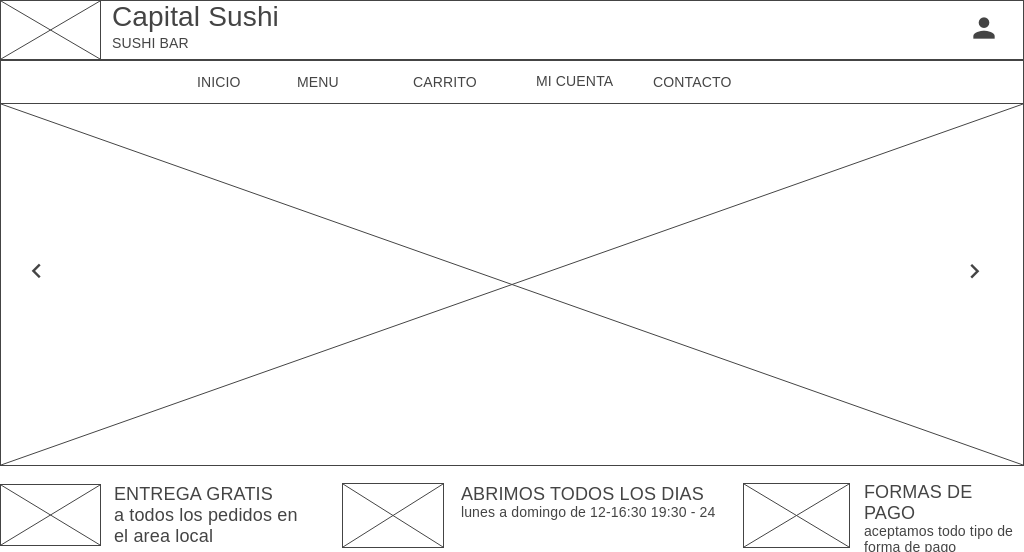 Capital Sushi
SUSHI BAR
INICIO
MENU
CARRITO
MI CUENTA
CONTACTO
ENTREGA GRATIS
a todos los pedidos en
el area local
ABRIMOS TODOS LOS DIAS
lunes a domingo de 12-16:30 19:30 - 24
FORMAS DE
PAGO
aceptamos todo tipo de
forma de pago